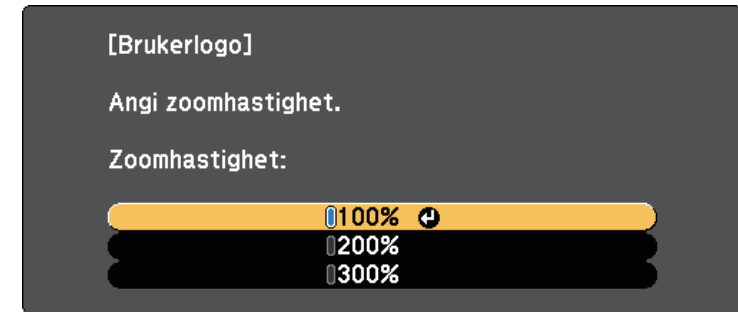 [Brukerlogo]
Angi zoomhastighet.
Zoomhastighet:
100%
200%
300%